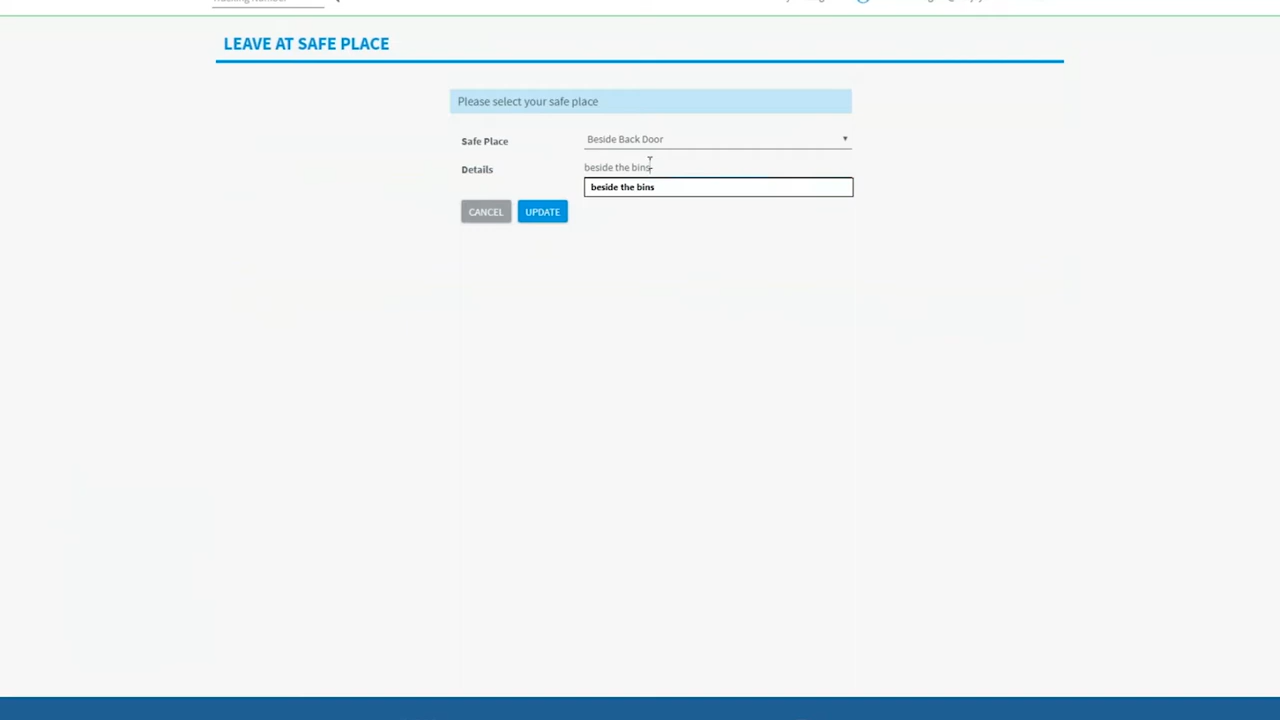 LEAVE AT SAFE PLACE
Please select your safe place
Safe Place
Beside Back Door
Details
beside the bins
beside the bins
CANCEL
UPDATE